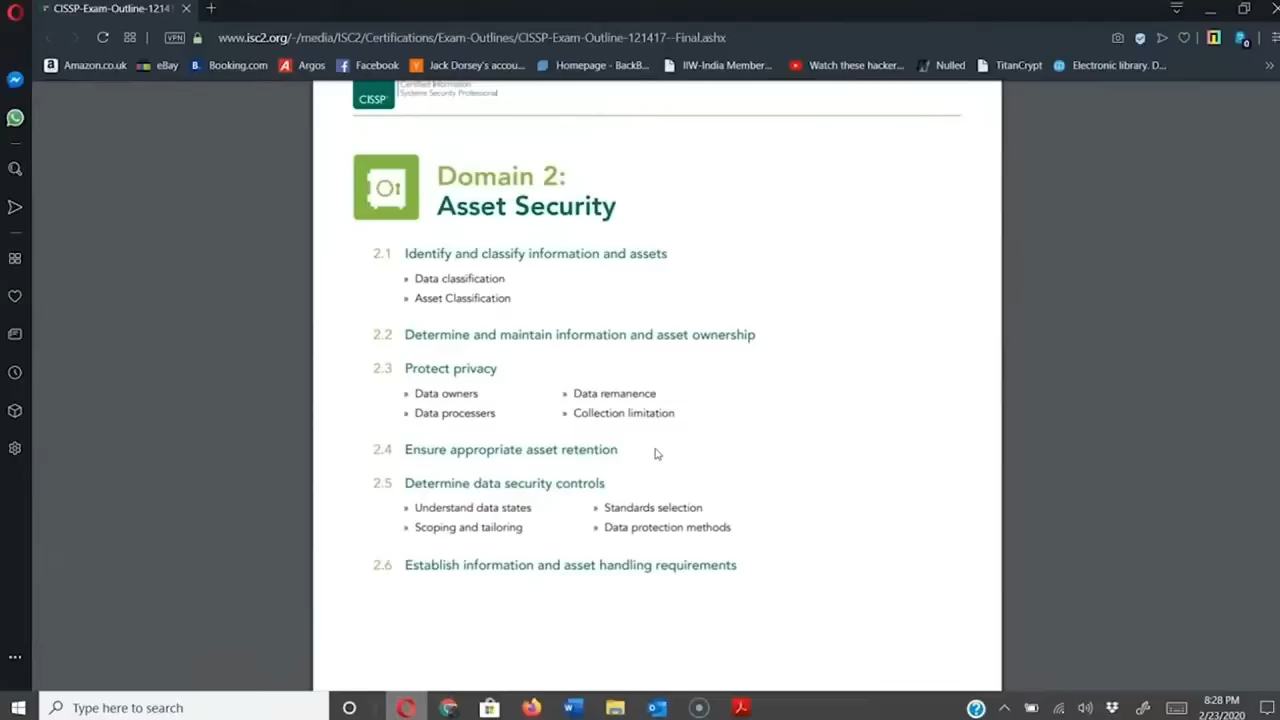 CISSP-Exam-Outline-1214
VPN
www.isc2.org/-/media/ISC2/Certifications/Exam-Outlines/CISSP-Exam-Outline-121417--Final.ashx
Amazon.co.uk eBay Booking.com Argos Facebook Jack Dorsey's accou... Homepage - BackB... IIW-India Member... Watch these hacker... Nulled TitanCrypt Electronic library. D...
Certified Information
Systems Security Professional
CISSP
Domain 2:
Asset Security
2.1 Identify and classify information and assets
» Data classification
» Asset Classification
2.2 Determine and maintain information and asset ownership
2.3 Protect privacy
» Data owners » Data remanence
» Data processers » Collection limitation
2.4 Ensure appropriate asset retention
2.5 Determine data security controls
» Understand data states » Standards selection
» Scoping and tailoring » Data protection methods
2.6 Establish information and asset handling requirements
Type here to search
8:28 PM
2/23/2020